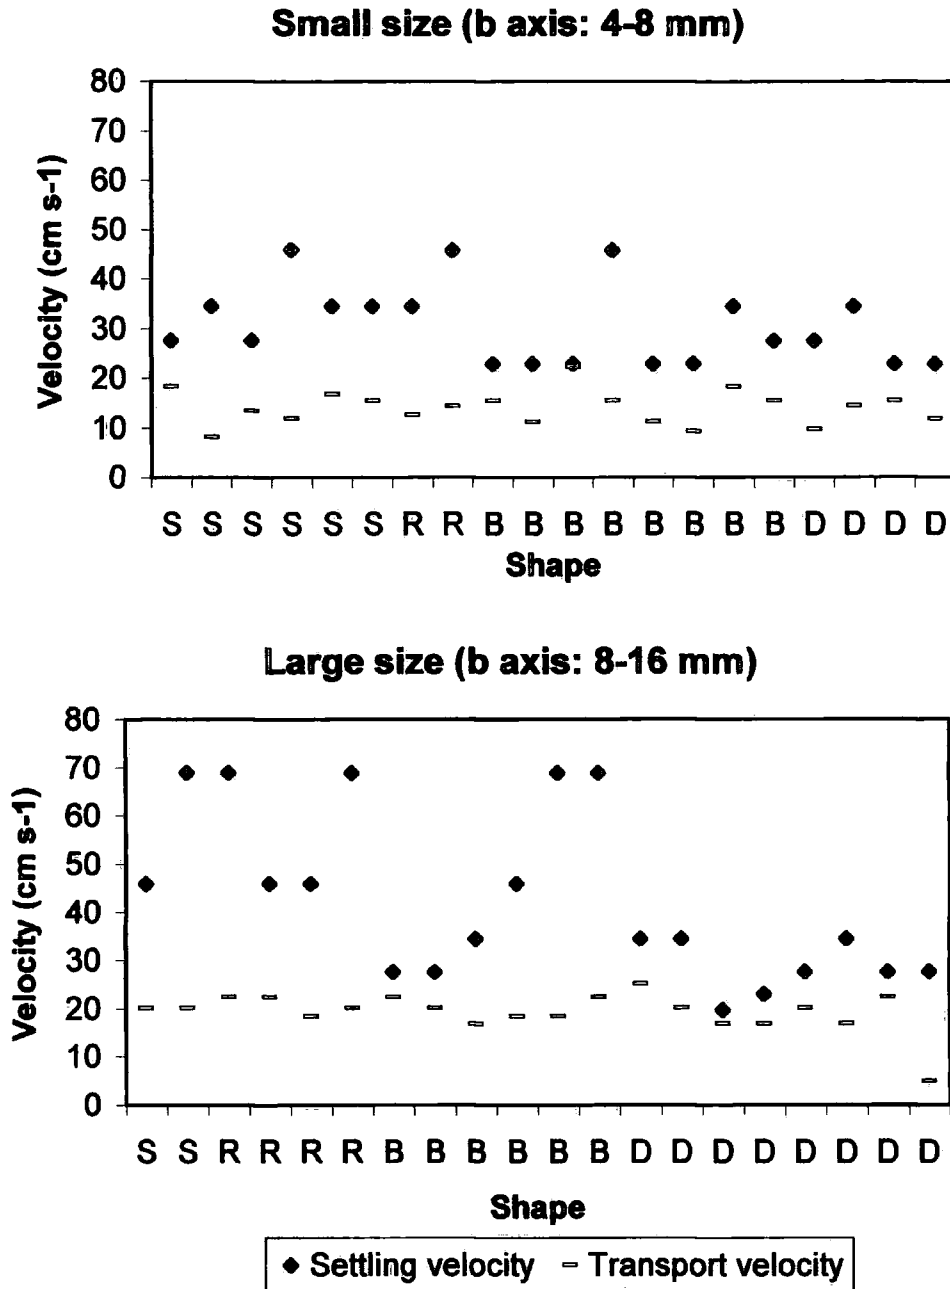 Small size (b axis: 4-8 mm)
80
70
60
50
40
30
20
10
0
Velocity (cm s-1)
S S S S S S R R B B B B B B B B D D D D
Shape
Large size (b axis: 8-16 mm)
80
70
60
50
40
30
20
10
0
Velocity (cm s-1)
S S R R R R B B B B B B D D D D D D D D
Shape
Settling velocity Transport velocity